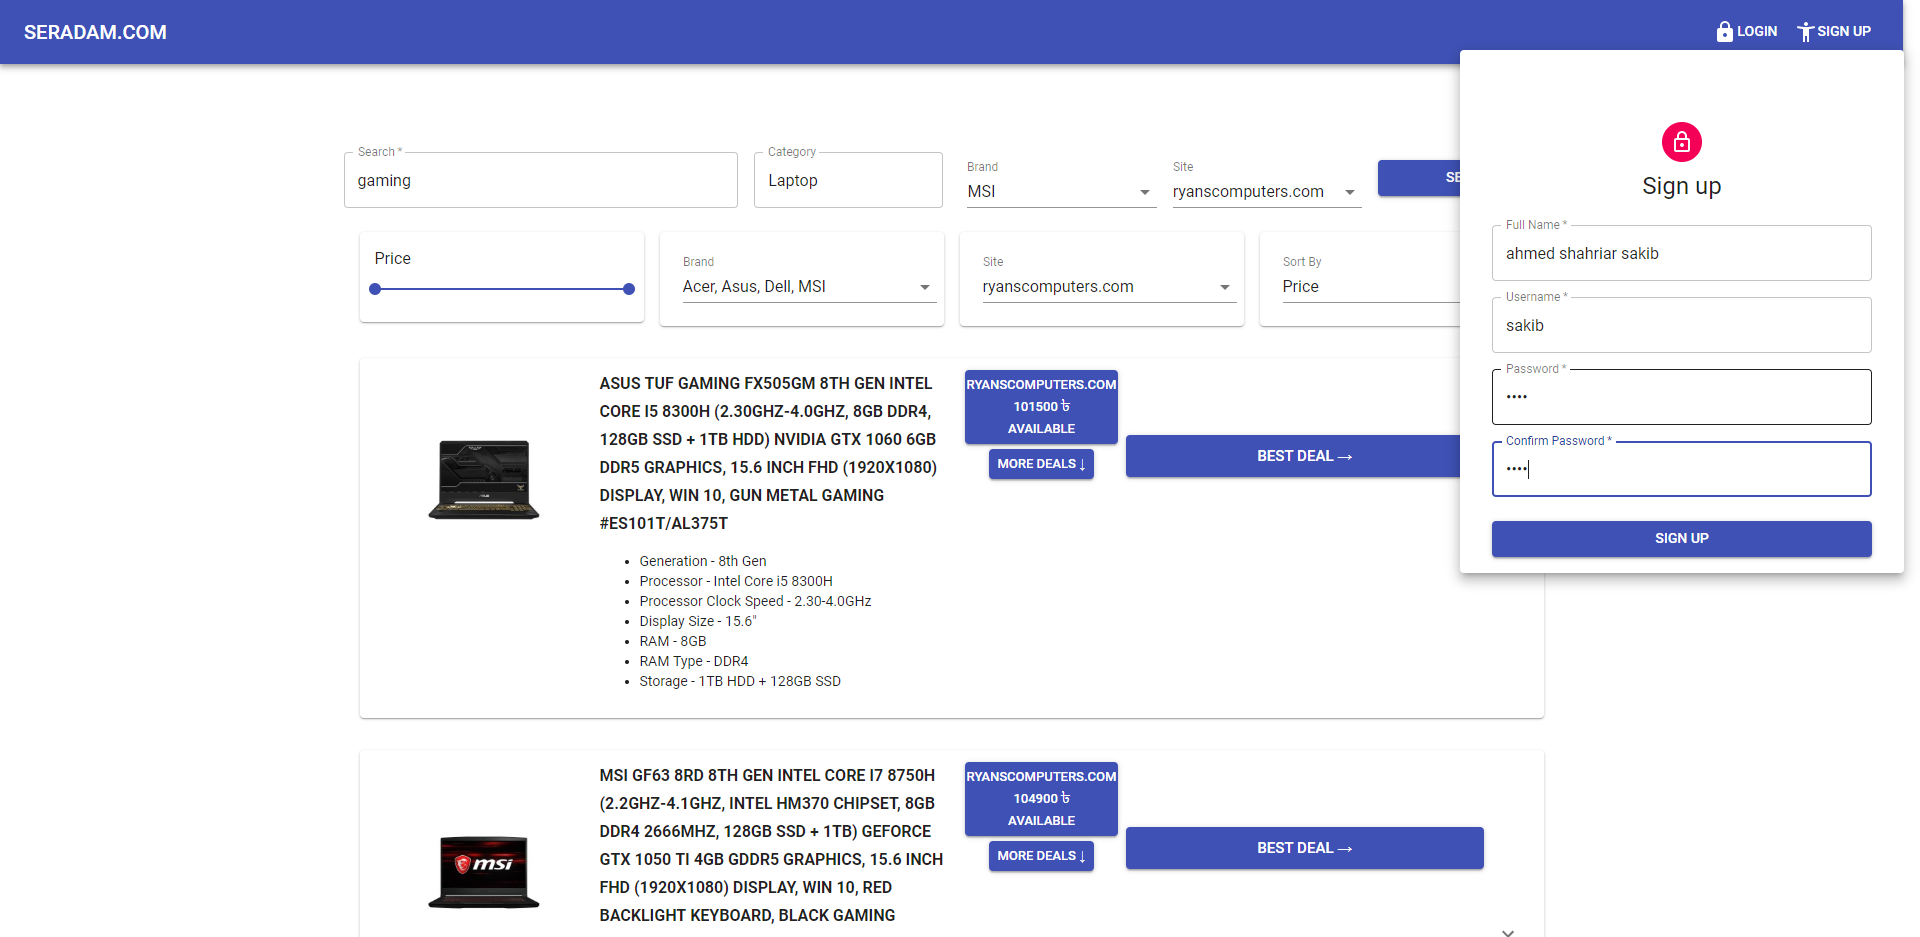 SERADAM.COM
LOGIN
SIGN UP
Search *
gaming
Category
Laptop
Brand
MSI
Site
ryanscomputers.com
SE
Price
Brand
Acer, Asus, Dell, MSI
Site
ryanscomputers.com
Sort By
Price
Sign up
Full Name *
ahmed shahriar sakib
Username *
sakib
Password *
••••
Confirm Password *
••••
SIGN UP
ASUS TUF GAMING FX505GM 8TH GEN INTEL
CORE I5 8300H (2.30GHZ-4.0GHZ, 8GB DDR4,
128GB SSD + 1TB HDD) NVIDIA GTX 1060 6GB
DDR5 GRAPHICS, 15.6 INCH FHD (1920X1080)
DISPLAY, WIN 10, GUN METAL GAMING
#ES101T/AL375T
• Generation - 8th Gen
• Processor - Intel Core i5 8300H
• Processor Clock Speed - 2.30-4.0GHz
• Display Size - 15.6"
• RAM - 8GB
• RAM Type - DDR4
• Storage - 1TB HDD + 128GB SSD
RYANSCOMPUTERS.COM
101500 ৳
AVAILABLE
MORE DEALS ↓
BEST DEAL →
MSI GF63 8RD 8TH GEN INTEL CORE I7 8750H
(2.2GHZ-4.1GHZ, INTEL HM370 CHIPSET, 8GB
DDR4 2666MHZ, 128GB SSD + 1TB) GEFORCE
GTX 1050 TI 4GB GDDR5 GRAPHICS, 15.6 INCH
FHD (1920X1080) DISPLAY, WIN 10, RED
BACKLIGHT KEYBOARD, BLACK GAMING
msi
RYANSCOMPUTERS.COM
104900 ৳
AVAILABLE
MORE DEALS ↓
BEST DEAL →